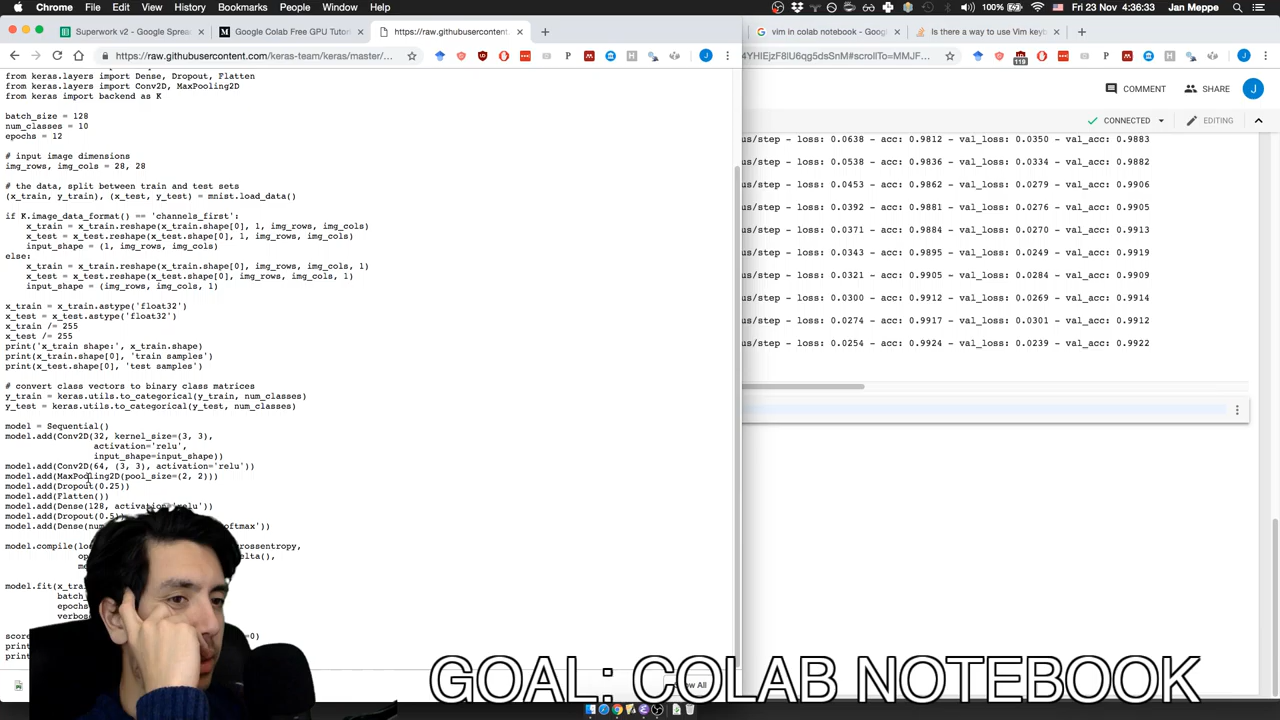 Chrome File Edit View History Bookmarks People Window Help
100% Fri 23 Nov 4:36:33 Jan Meppe
Superwork v2 - Google Sprea
Google Colab Free GPU Tutor
https://raw.githubusercontent
vim in colab notebook - Googl
Is there a way to use Vim keyb
https://raw.githubusercontent.com/keras-team/keras/master/...
from keras.layers import Dense, Dropout, Flatten
from keras.layers import Conv2D, MaxPooling2D
from keras import backend as K
batch_size = 128
num_classes = 10
epochs = 12
# input image dimensions
img_rows, img_cols = 28, 28
# the data, split between train and test sets
(x_train, y_train), (x_test, y_test) = mnist.load_data()
if K.image_data_format() == 'channels_first':
x_train = x_train.reshape(x_train.shape[0], 1, img_rows, img_cols)
x_test = x_test.reshape(x_test.shape[0], 1, img_rows, img_cols)
input_shape = (1, img_rows, img_cols)
else:
x_train = x_train.reshape(x_train.shape[0], img_rows, img_cols, 1)
x_test = x_test.reshape(x_test.shape[0], img_rows, img_cols, 1)
input_shape = (img_rows, img_cols, 1)
x_train = x_train.astype('float32')
x_test = x_test.astype('float32')
x_train /= 255
x_test /= 255
print('x_train shape:', x_train.shape)
print(x_train.shape[0], 'train samples')
print(x_test.shape[0], 'test samples')
# convert class vectors to binary class matrices
y_train = keras.utils.to_categorical(y_train, num_classes)
y_test = keras.utils.to_categorical(y_test, num_classes)
model = Sequential()
model.add(Conv2D(32, kernel_size=(3, 3),
activation='relu',
input_shape=input_shape))
model.add(Conv2D(64, (3, 3), activation='relu'))
model.add(MaxPooling2D(pool_size=(2, 2)))
model.add(Dropout(0.25))
model.add(Flatten())
model.add(Dense(128, activation='relu'))
model.add(Dropout(0.5))
model.add(Dense(num oftmax'))
model.compile(lo rossentropy,
op elta(),
me
model.fit(x_tra
batch_
epochs
verbos
score =0)
prin
prin
COMMENT SHARE J
CONNECTED EDITING
us/step - loss: 0.0638 - acc: 0.9812 - val_loss: 0.0350 - val_acc: 0.9883
us/step - loss: 0.0538 - acc: 0.9836 - val_loss: 0.0334 - val_acc: 0.9882
us/step - loss: 0.0453 - acc: 0.9862 - val_loss: 0.0279 - val_acc: 0.9906
us/step - loss: 0.0392 - acc: 0.9881 - val_loss: 0.0276 - val_acc: 0.9905
us/step - loss: 0.0371 - acc: 0.9884 - val_loss: 0.0270 - val_acc: 0.9913
us/step - loss: 0.0343 - acc: 0.9895 - val_loss: 0.0249 - val_acc: 0.9919
us/step - loss: 0.0321 - acc: 0.9905 - val_loss: 0.0284 - val_acc: 0.9909
us/step - loss: 0.0300 - acc: 0.9912 - val_loss: 0.0269 - val_acc: 0.9914
us/step - loss: 0.0274 - acc: 0.9917 - val_loss: 0.0301 - val_acc: 0.9912
us/step - loss: 0.0254 - acc: 0.9924 - val_loss: 0.0239 - val_acc: 0.9922
GOAL: COLAB NOTEBOOK